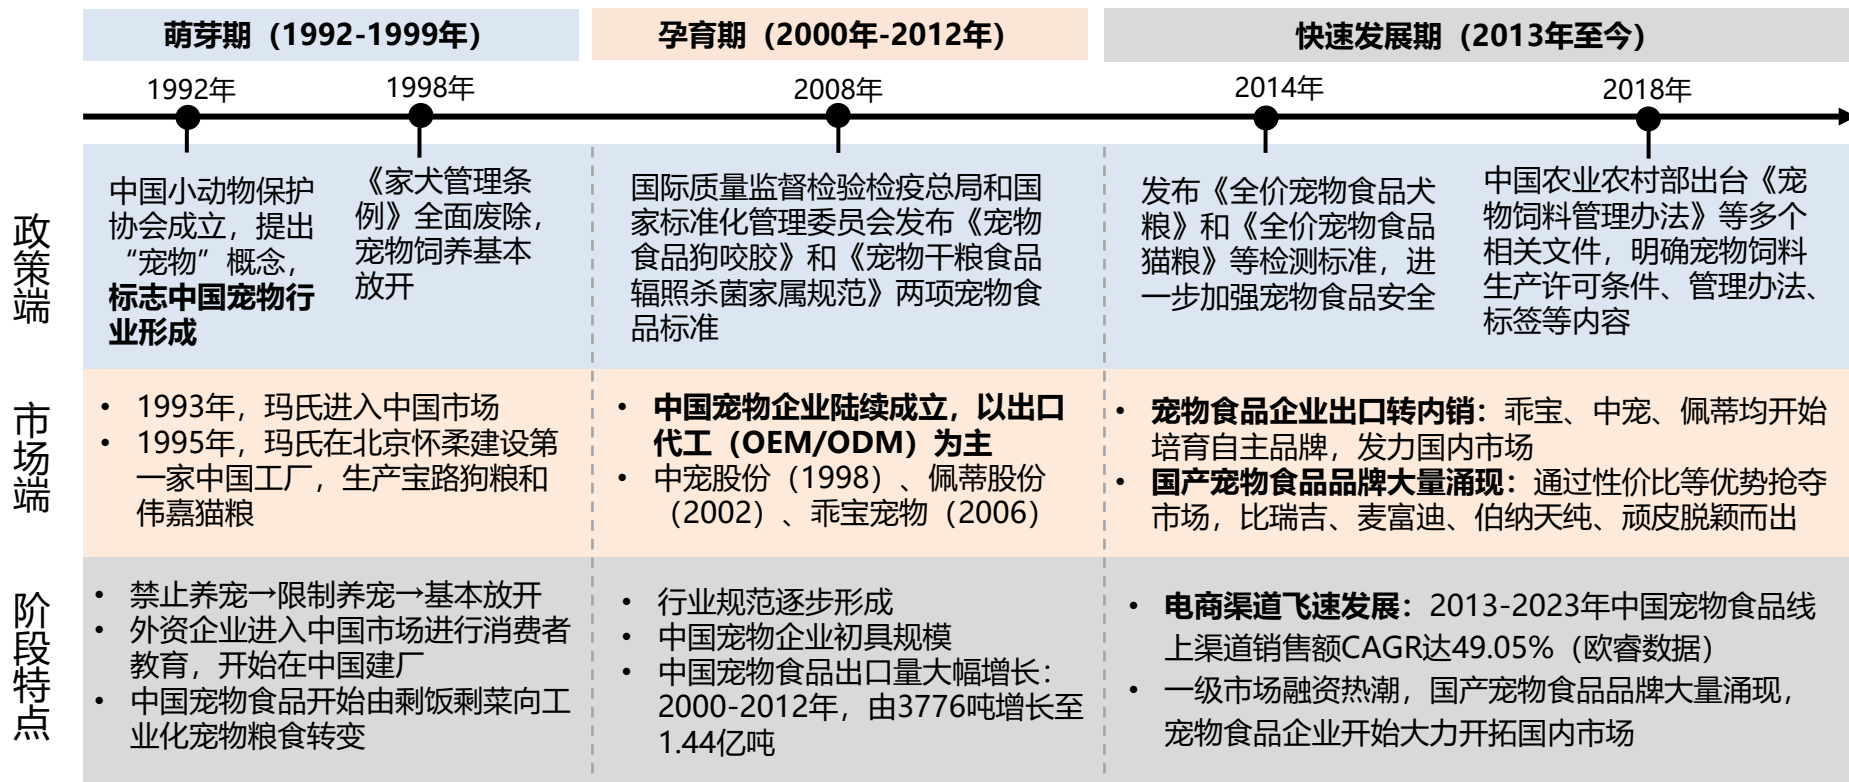 萌芽期（1992-1999年）
孕育期（2000年-2012年）
快速发展期（2013年至今）
1992年
1998年
2008年
2014年
2018年
政策端
中国小动物保护
协会成立，提出
“宠物”概念，
标志中国宠物行
业形成
《家犬管理条
例》全面废除，
宠物饲养基本
放开
国际质量监督检验检疫总局和国
家标准化管理委员会发布《宠物
食品狗咬胶》和《宠物干粮食品
辐照杀菌家属规范》两项宠物食
品标准
发布《全价宠物食品犬
粮》和《全价宠物食品
猫粮》等检测标准，进
一步加强宠物食品安全
中国农业农村部出台《宠
物饲料管理办法》等多个
相关文件，明确宠物饲料
生产许可条件、管理办法、
标签等内容
市场端
• 1993年，玛氏进入中国市场
• 1995年，玛氏在北京怀柔建设第
一家中国工厂，生产宝路狗粮和
伟嘉猫粮
• 中国宠物企业陆续成立，以出口
代工（OEM/ODM）为主
• 中宠股份（1998）、佩蒂股份
（2002）、乖宝宠物（2006）
• 宠物食品企业出口转内销：乖宝、中宠、佩蒂均开始
培育自主品牌，发力国内市场
• 国产宠物食品品牌大量涌现：通过性价比等优势抢夺
市场，比瑞吉、麦富迪、伯纳天纯、顽皮脱颖而出
阶段特点
• 禁止养宠→限制养宠→基本放开
• 外资企业进入中国市场进行消费者
教育，开始在中国建厂
• 中国宠物食品开始由剩饭剩菜向工
业化宠物粮食转变
• 行业规范逐步形成
• 中国宠物企业初具规模
• 中国宠物食品出口量大幅增长：
2000-2012年，由3776吨增长至
1.44亿吨
• 电商渠道飞速发展：2013-2023年中国宠物食品线
上渠道销售额CAGR达49.05%（欧睿数据）
• 一级市场融资热潮，国产宠物食品品牌大量涌现，
宠物食品企业开始大力开拓国内市场